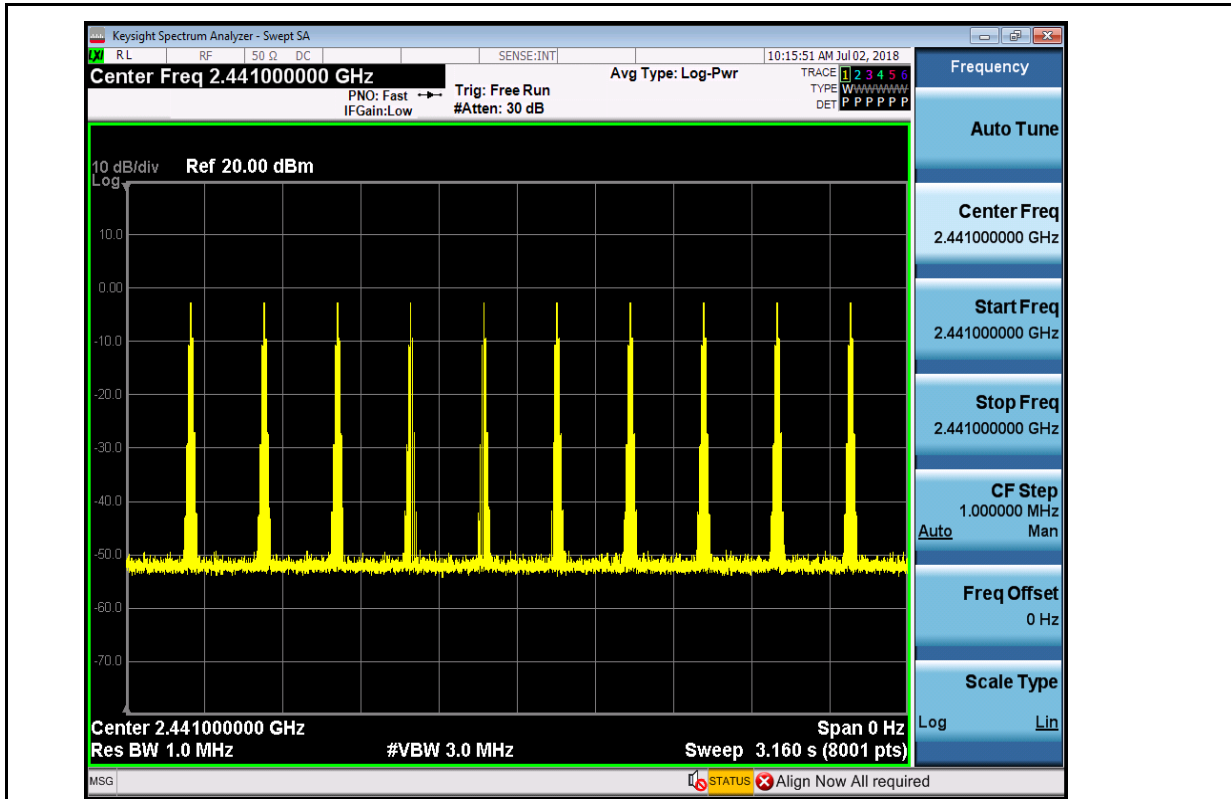 Keysight Spectrum Analyzer - Swept SA
LXI RL RF 50 Ω DC SENSE:INT 10:15:51 AM Jul 02, 2018
Center Freq 2.441000000 GHz
PNO: Fast
IFGain:Low
Trig: Free Run
#Atten: 30 dB
Avg Type: Log-Pwr
TRACE 1 2 3 4 5 6
TYPE WWWWWW
DET P P P P P P
10 dB/div Ref 20.00 dBm
Log
10.0
0.00
-10.0
-20.0
-30.0
-40.0
-50.0
-60.0
-70.0
Center 2.441000000 GHz Span 0 Hz
Res BW 1.0 MHz #VBW 3.0 MHz Sweep 3.160 s (8001 pts)
MSG STATUS Align Now All required
Frequency
Auto Tune
Center Freq
2.441000000 GHz
Start Freq
2.441000000 GHz
Stop Freq
2.441000000 GHz
CF Step
1.000000 MHz
Auto Man
Freq Offset
0 Hz
Scale Type
Log Lin